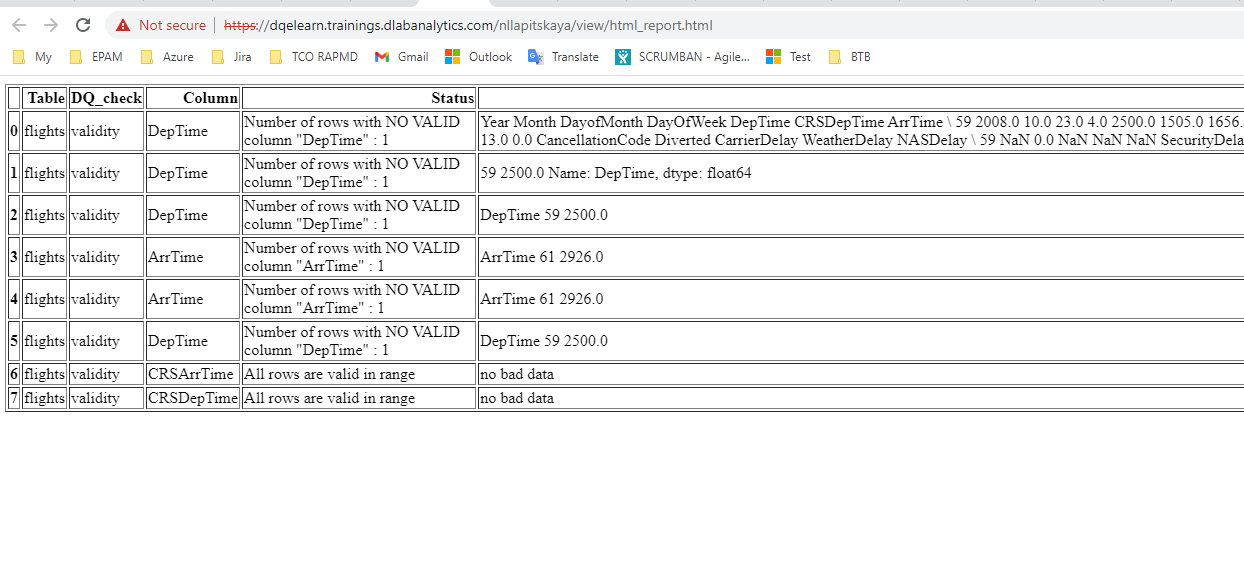 Not secure | https://dqelearn.trainings.dlabanalytics.com/nllapitskaya/view/html_report.html
My EPAM Azure Jira TCO RAPMD Gmail Outlook Translate SCRUMBAN - Agile... Test BTB
Table DQ_check Column Status
0 flights validity DepTime Number of rows with NO VALID column "DepTime" : 1 Year Month DayofMonth DayOfWeek DepTime CRSDepTime ArrTime \ 59 2008.0 10.0 23.0 4.0 2500.0 1505.0 1656.
13.0 0.0 CancellationCode Diverted CarrierDelay WeatherDelay NASDelay \ 59 NaN 0.0 NaN NaN NaN SecurityDela
1 flights validity DepTime Number of rows with NO VALID
column "DepTime" : 1 59 2500.0 Name: DepTime, dtype: float64
2 flights validity DepTime Number of rows with NO VALID
column "DepTime" : 1 DepTime 59 2500.0
3 flights validity ArrTime Number of rows with NO VALID
column "ArrTime" : 1 ArrTime 61 2926.0
4 flights validity ArrTime Number of rows with NO VALID
column "ArrTime" : 1 ArrTime 61 2926.0
5 flights validity DepTime Number of rows with NO VALID
column "DepTime" : 1 DepTime 59 2500.0
6 flights validity CRSArrTime All rows are valid in range no bad data
7 flights validity CRSDepTime All rows are valid in range no bad data